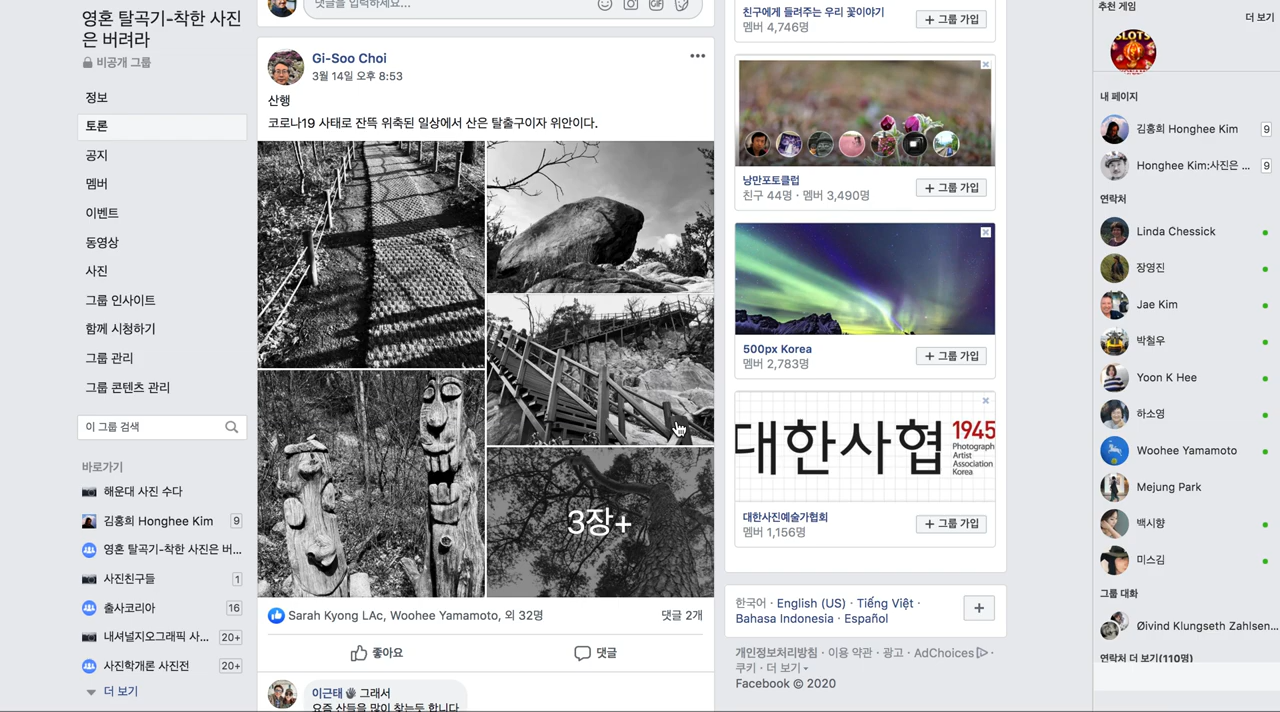 영혼 탈곡기-착한 사진
은 버려라
비공개 그룹
정보
토론
공지
멤버
이벤트
동영상
사진
그룹 인사이트
함께 시청하기
그룹 관리
그룹 콘텐츠 관리
이 그룹 검색
바로가기
해운대 사진 수다
김홍희 Honghee Kim 9
영혼 탈곡기-착한 사진은 버...
사진친구들 1
출사코리아 16
내셔널지오그래픽 사... 20+
사진학개론 사진전 20+
더 보기
댓글을 입력하세요...
GIF
Gi-Soo Choi
3월 14일 오후 8:53
산행
코로나19 사태로 잔뜩 위축된 일상에서 산은 탈출구이자 위안이다.
3장+
Sarah Kyong LAc, Woohee Yamamoto, 외 32명 댓글 2개
좋아요 댓글
이근태 그래서
요즘 산들을 많이 찾는듯 합니다
친구에게 들려주는 우리 꽃이야기
멤버 4,746명
+ 그룹 가입
낭만포토클럽
친구 44명 · 멤버 3,490명
+ 그룹 가입
500px Korea
멤버 2,783명
+ 그룹 가입
대한사협 1945
Photograph
Artist
Association
Korea
대한사진예술가협회
멤버 1,156명
+ 그룹 가입
한국어 · English (US) · Tiếng Việt ·
Bahasa Indonesia · Español
+
개인정보처리방침 · 이용 약관 · 광고 · AdChoices ·
쿠키 · 더 보기
Facebook © 2020
추천 게임
더 보기
SLOTS
내 페이지
김홍희 Honghee Kim 9
Honghee Kim:사진은 ... 9
연락처
Linda Chessick
장영진
Jae Kim
박철우
Yoon K Hee
하소영
Woohee Yamamoto
Mejung Park
백시향
미스김
그룹 대화
Øivind Klungseth Zahlsen...
연락처 더 보기(110명)